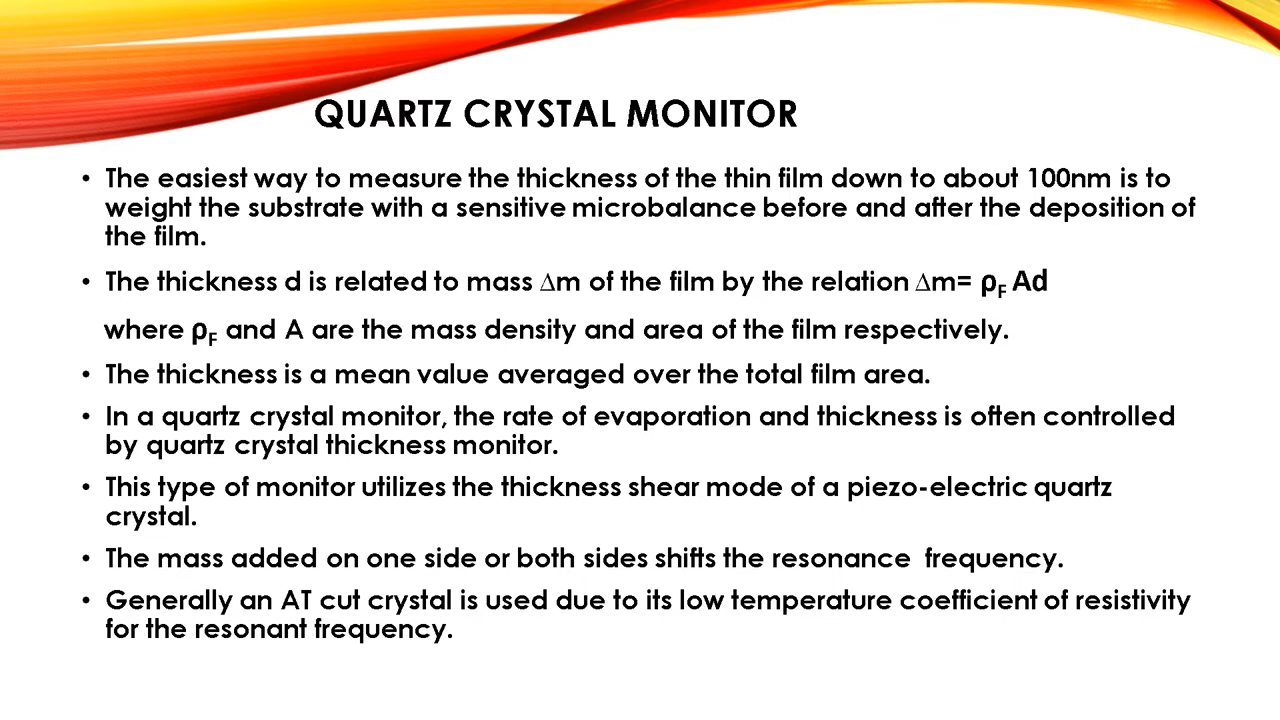 QUARTZ CRYSTAL MONITOR
• The easiest way to measure the thickness of the thin film down to about 100nm is to
weight the substrate with a sensitive microbalance before and after the deposition of
the film.
• The thickness d is related to mass ∆m of the film by the relation ∆m= ρF Ad
where ρF and A are the mass density and area of the film respectively.
• The thickness is a mean value averaged over the total film area.
• In a quartz crystal monitor, the rate of evaporation and thickness is often controlled
by quartz crystal thickness monitor.
• This type of monitor utilizes the thickness shear mode of a piezo-electric quartz
crystal.
• The mass added on one side or both sides shifts the resonance frequency.
• Generally an AT cut crystal is used due to its low temperature coefficient of resistivity
for the resonant frequency.